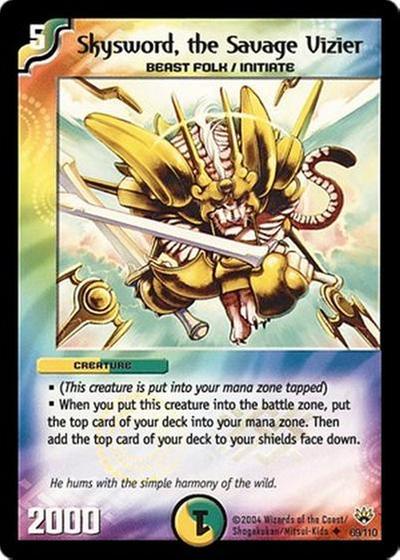 5
Skysword, the Savage Vizier
BEAST FOLK / INITIATE
CREATURE
▪ (This creature is put into your mana zone tapped)
▪ When you put this creature into the battle zone, put
the top card of your deck into your mana zone. Then
add the top card of your deck to your shields face down.
He hums with the simple harmony of the wild.
2000
1
©2004 Wizards of the Coast/
Shogakukan/Mitsui-Kids ♦ 69/110